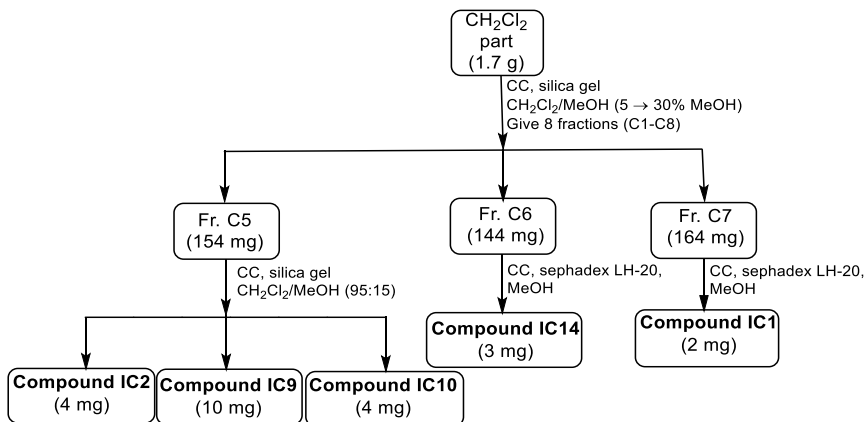 CH2Cl2
part
(1.7 g)
CC, silica gel
CH2Cl2/MeOH (5 → 30% MeOH)
Give 8 fractions (C1-C8)
Fr. C5
(154 mg)
Fr. C6
(144 mg)
Fr. C7
(164 mg)
CC, silica gel
CH2Cl2/MeOH (95:15)
CC, sephadex LH-20,
MeOH
CC, sephadex LH-20,
MeOH
Compound IC14
(3 mg)
Compound IC1
(2 mg)
Compound IC2
(4 mg)
Compound IC9
(10 mg)
Compound IC10
(4 mg)